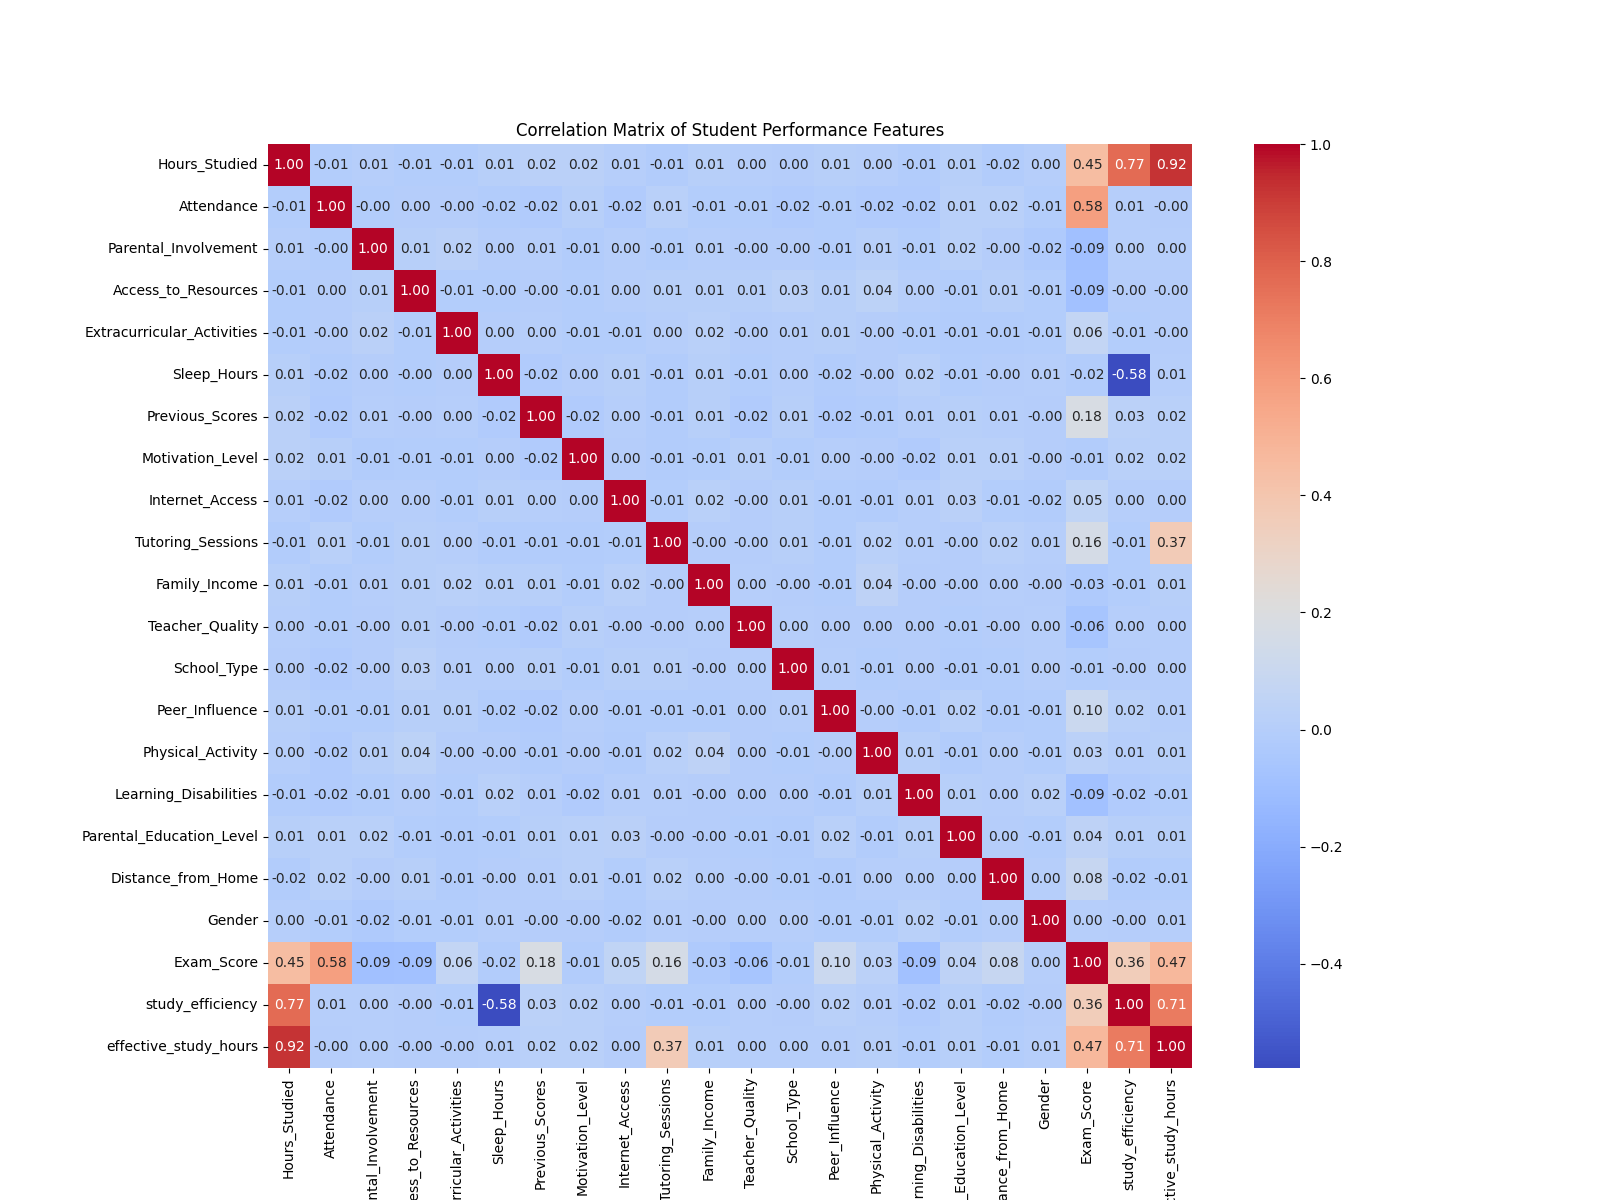 Correlation Matrix of Student Performance Features
Hours_Studied 1.00 -0.01 0.01 -0.01 -0.01 0.01 0.02 0.02 0.01 -0.01 0.01 0.00 0.00 0.01 0.00 -0.01 0.01 -0.02 0.00 0.45 0.77 0.92
Attendance -0.01 1.00 -0.00 0.00 -0.00 -0.02 -0.02 0.01 -0.02 0.01 -0.01 -0.01 -0.02 -0.01 -0.02 -0.02 0.01 0.02 -0.01 0.58 0.01 -0.00
Parental_Involvement 0.01 -0.00 1.00 0.01 0.02 0.00 0.01 -0.01 0.00 -0.01 0.01 -0.00 -0.00 -0.01 0.01 -0.01 0.02 -0.00 -0.02 -0.09 0.00 0.00
Access_to_Resources -0.01 0.00 0.01 1.00 -0.01 -0.00 -0.00 -0.01 0.00 0.01 0.01 0.01 0.03 0.01 0.04 0.00 -0.01 0.01 -0.01 -0.09 -0.00 -0.00
Extracurricular_Activities -0.01 -0.00 0.02 -0.01 1.00 0.00 0.00 -0.01 -0.01 0.00 0.02 -0.00 0.01 0.01 -0.00 -0.01 -0.01 -0.01 -0.01 0.06 -0.01 -0.00
Sleep_Hours 0.01 -0.02 0.00 -0.00 0.00 1.00 -0.02 0.00 0.01 -0.01 0.01 -0.01 0.00 -0.02 -0.00 0.02 -0.01 -0.00 0.01 -0.02 -0.58 0.01
Previous_Scores 0.02 -0.02 0.01 -0.00 0.00 -0.02 1.00 -0.02 0.00 -0.01 0.01 -0.02 0.01 -0.02 -0.01 0.01 0.01 0.01 -0.00 0.18 0.03 0.02
Motivation_Level 0.02 0.01 -0.01 -0.01 -0.01 0.00 -0.02 1.00 0.00 -0.01 -0.01 0.01 -0.01 0.00 -0.00 -0.02 0.01 0.01 -0.00 -0.01 0.02 0.02
Internet_Access 0.01 -0.02 0.00 0.00 -0.01 0.01 0.00 0.00 1.00 -0.01 0.02 -0.00 0.01 -0.01 -0.01 0.01 0.03 -0.01 -0.02 0.05 0.00 0.00
Tutoring_Sessions -0.01 0.01 -0.01 0.01 0.00 -0.01 -0.01 -0.01 -0.01 1.00 -0.00 -0.00 0.01 -0.01 0.02 0.01 -0.00 0.02 0.01 0.16 -0.01 0.37
Family_Income 0.01 -0.01 0.01 0.01 0.02 0.01 0.01 -0.01 0.02 -0.00 1.00 0.00 -0.00 -0.01 0.04 -0.00 -0.00 0.00 -0.00 -0.03 -0.01 0.01
Teacher_Quality 0.00 -0.01 -0.00 0.01 -0.00 -0.01 -0.02 0.01 -0.00 -0.00 0.00 1.00 0.00 0.00 0.00 0.00 -0.01 -0.00 0.00 -0.06 0.00 0.00
School_Type 0.00 -0.02 -0.00 0.03 0.01 0.00 0.01 -0.01 0.01 0.01 -0.00 0.00 1.00 0.01 -0.01 0.00 -0.01 -0.01 0.00 -0.01 -0.00 0.00
Peer_Influence 0.01 -0.01 -0.01 0.01 0.01 -0.02 -0.02 0.00 -0.01 -0.01 -0.01 0.00 0.01 1.00 -0.00 -0.01 0.02 -0.01 -0.01 0.10 0.02 0.01
Physical_Activity 0.00 -0.02 0.01 0.04 -0.00 -0.00 -0.01 -0.00 -0.01 0.02 0.04 0.00 -0.01 -0.00 1.00 0.01 -0.01 0.00 -0.01 0.03 0.01 0.01
Learning_Disabilities -0.01 -0.02 -0.01 0.00 -0.01 0.02 0.01 -0.02 0.01 0.01 -0.00 0.00 0.00 -0.01 0.01 1.00 0.01 0.00 0.02 -0.09 -0.02 -0.01
Parental_Education_Level 0.01 0.01 0.02 -0.01 -0.01 -0.01 0.01 0.01 0.03 -0.00 -0.00 -0.01 -0.01 0.02 -0.01 0.01 1.00 0.00 -0.01 0.04 0.01 0.01
Distance_from_Home -0.02 0.02 -0.00 0.01 -0.01 -0.00 0.01 0.01 -0.01 0.02 0.00 -0.00 -0.01 -0.01 0.00 0.00 0.00 1.00 0.00 0.08 -0.02 -0.01
Gender 0.00 -0.01 -0.02 -0.01 -0.01 0.01 -0.00 -0.00 -0.02 0.01 -0.00 0.00 0.00 -0.01 -0.01 0.02 -0.01 0.00 1.00 0.00 -0.00 0.01
Exam_Score 0.45 0.58 -0.09 -0.09 0.06 -0.02 0.18 -0.01 0.05 0.16 -0.03 -0.06 -0.01 0.10 0.03 -0.09 0.04 0.08 0.00 1.00 0.36 0.47
study_efficiency 0.77 0.01 0.00 -0.00 -0.01 -0.58 0.03 0.02 0.00 -0.01 -0.01 0.00 -0.00 0.02 0.01 -0.02 0.01 -0.02 -0.00 0.36 1.00 0.71
effective_study_hours 0.92 -0.00 0.00 -0.00 -0.00 0.01 0.02 0.02 0.00 0.37 0.01 0.00 0.00 0.01 0.01 -0.01 0.01 -0.01 0.01 0.47 0.71 1.00
Hours_Studied
Attendance
ntal_Involvement
ess_to_Resources
rricular_Activities
Sleep_Hours
Previous_Scores
Motivation_Level
Internet_Access
Tutoring_Sessions
Family_Income
Teacher_Quality
School_Type
Peer_Influence
Physical_Activity
rning_Disabilities
_Education_Level
ance_from_Home
Gender
Exam_Score
study_efficiency
ctive_study_hours
1.0
0.8
0.6
0.4
0.2
0.0
−0.2
−0.4